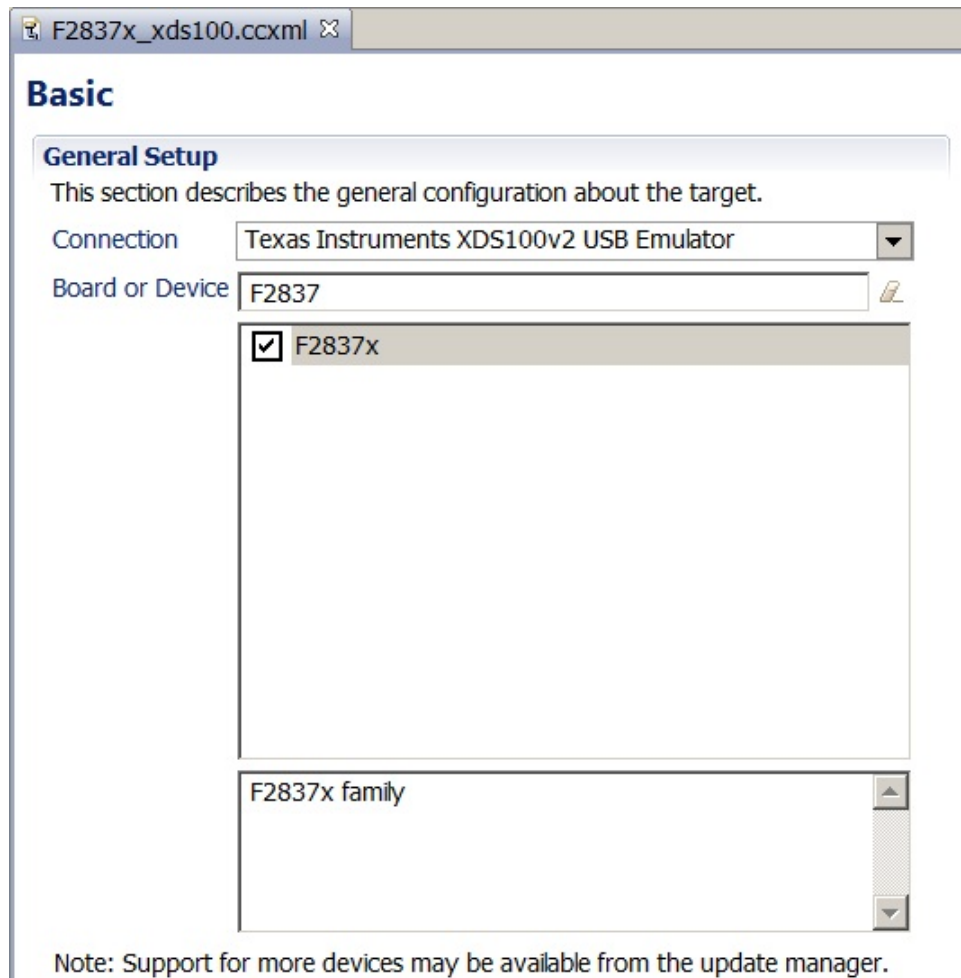 F2837x_xds100.ccxml
Basic
General Setup
This section describes the general configuration about the target.
Connection Texas Instruments XDS100v2 USB Emulator
Board or Device F2837
F2837x
F2837x family
Note: Support for more devices may be available from the update manager.